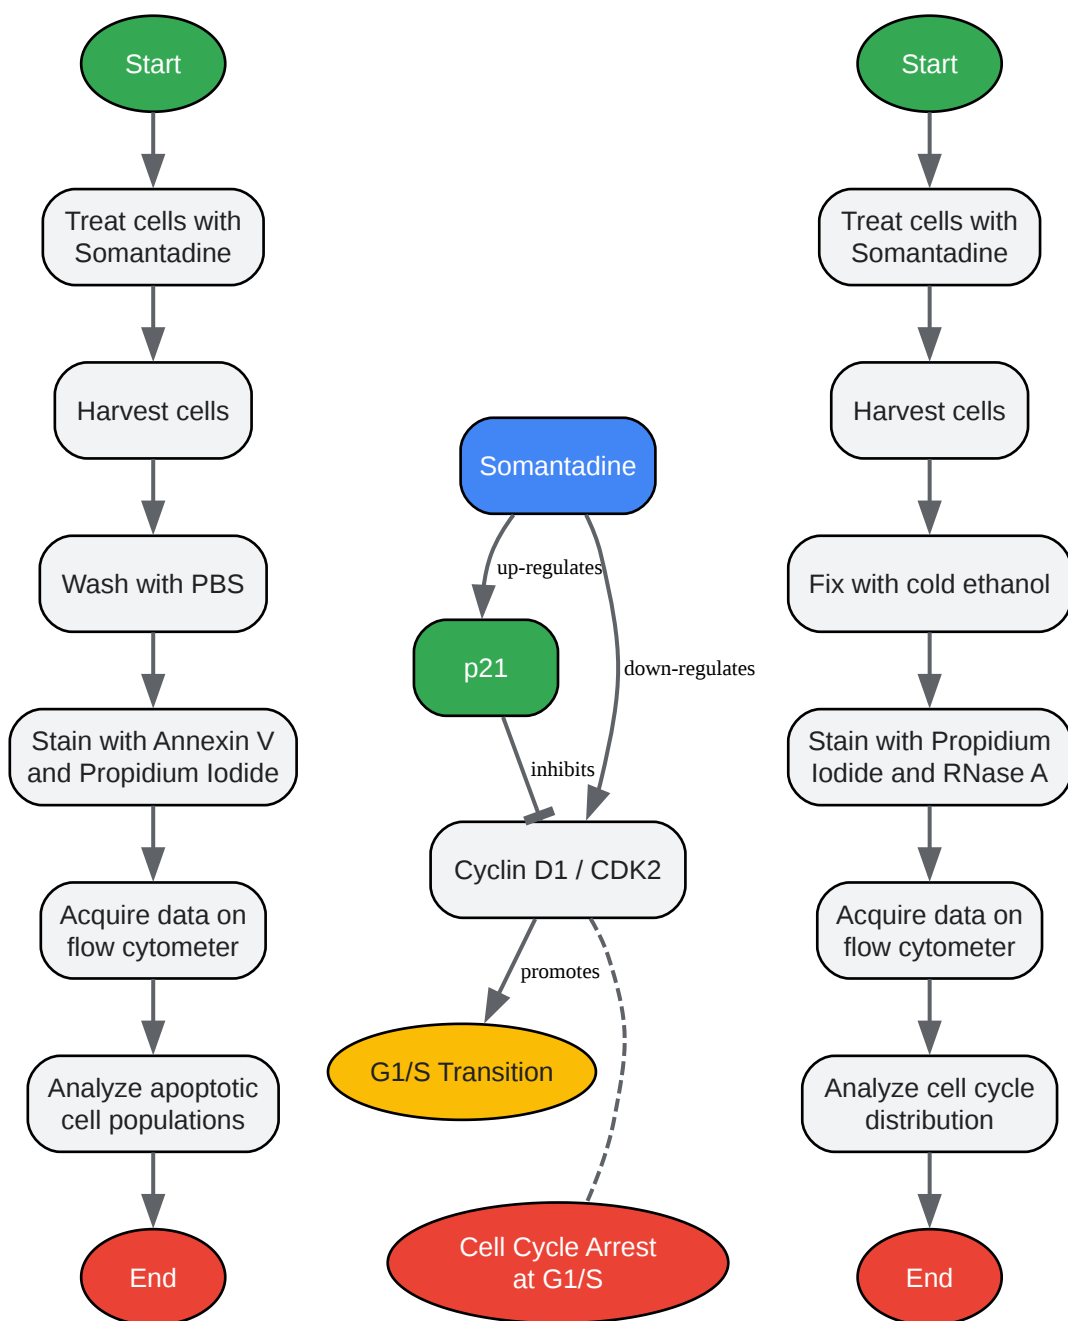 Start
Treat cells with
Somantadine
Harvest cells
Wash with PBS
Stain with Annexin V
and Propidium Iodide
Acquire data on
flow cytometer
Analyze apoptotic
cell populations
End
Somantadine
up-regulates
p21
down-regulates
inhibits
Cyclin D1 / CDK2
promotes
G1/S Transition
Cell Cycle Arrest
at G1/S
Start
Treat cells with
Somantadine
Harvest cells
Fix with cold ethanol
Stain with Propidium
Iodide and RNase A
Acquire data on
flow cytometer
Analyze cell cycle
distribution
End